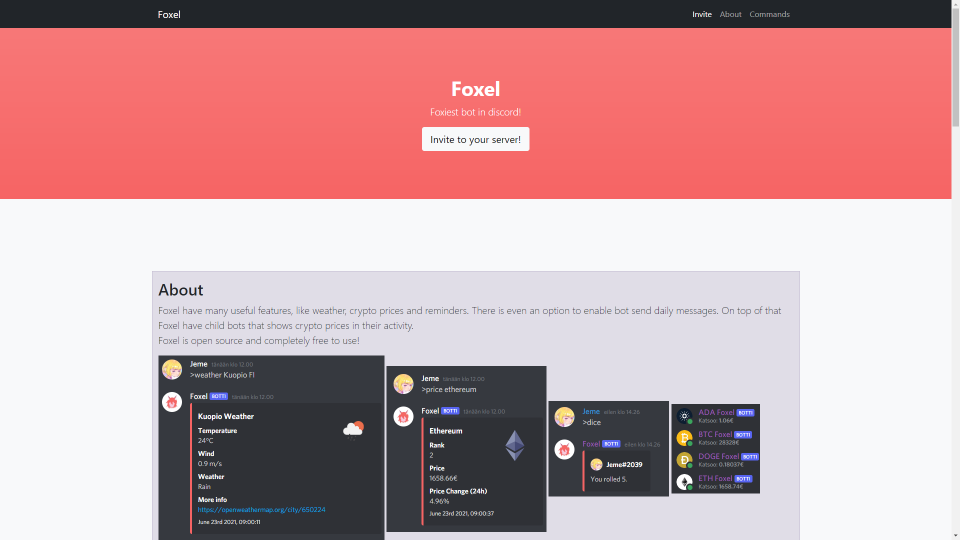 Foxel
Invite About Commands
Foxel
Foxiest bot in discord!
Invite to your server!
About
Foxel have many useful features, like weather, crypto prices and reminders. There is even an option to enable bot send daily messages. On top of that
Foxel have child bots that shows crypto prices in their activity.
Foxel is open source and completely free to use!
Jeme tänään klo 12.00
>weather Kuopio FI
Foxel BOTTI tänään klo 12.00
Kuopio Weather
Temperature
24°C
Wind
0.9 m/s
Weather
Rain
More info
https://openweathermap.org/city/650224
June 23rd 2021, 09:00:11
Jeme tänään klo 12.00
>price ethereum
Foxel BOTTI tänään klo 12.00
Ethereum
Rank
2
Price
1658.66€
Price Change (24h)
4.96%
June 23rd 2021, 09:00:37
Jeme eilen klo 14.26
>dice
Foxel BOTTI eilen klo 14.26
Jeme#2039
You rolled 5.
ADA Foxel BOTTI
Katsoo 1.06€
BTC Foxel BOTTI
Katsoo 28328€
DOGE Foxel BOTTI
Katsoo 0.18037€
ETH Foxel BOTTI
Katsoo 1658.74€